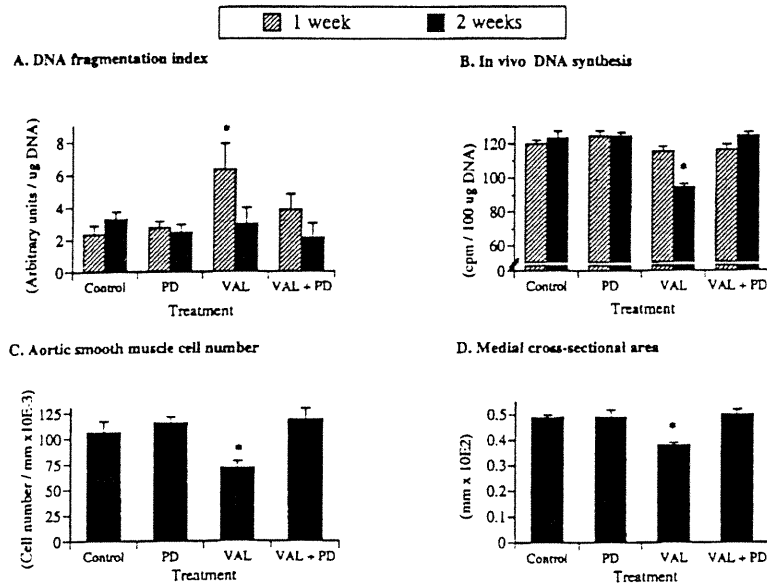 1 week 2 weeks
A. DNA fragmentation index
B. In vivo DNA synthesis
(Arbitrary units / ug DNA)
8
6
4
2
0
Control PD VAL VAL + PD
Treatment
(cpm / 100 ug DNA)
120
100
80
60
0
Control PD VAL VAL + PD
Treatment
C. Aortic smooth muscle cell number
D. Medial cross-sectional area
(Cell number / mm x10E-3)
125
100
75
50
25
0
Control PD VAL VAL + PD
Treatment
(mm x 10E2)
0.5
0.4
0.3
0.2
0.1
0
Control PD VAL VAL + PD
Treatment